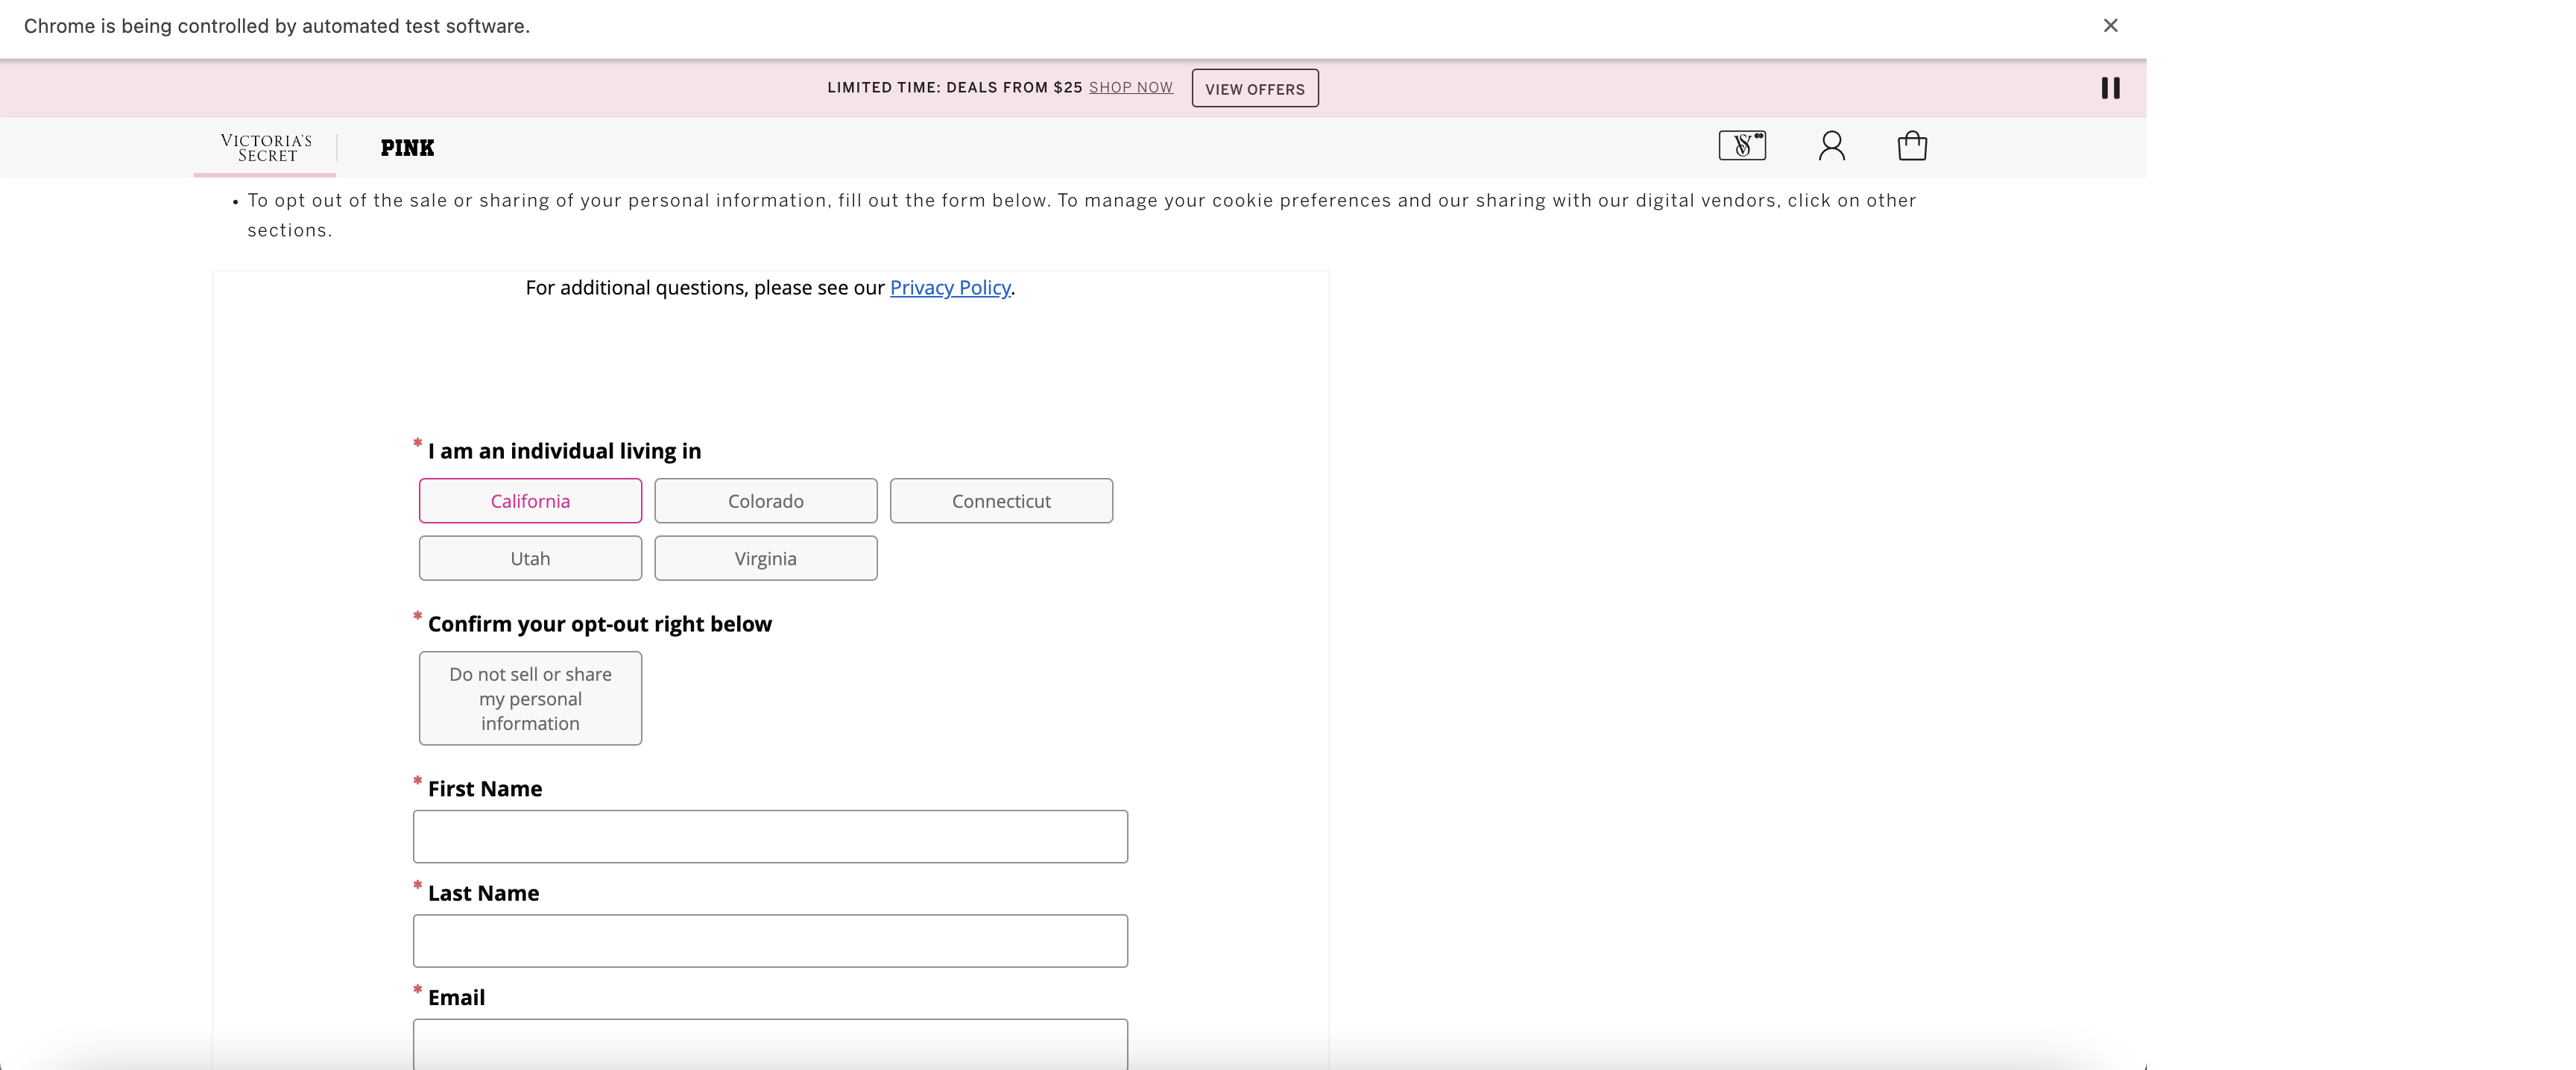 Chrome is being controlled by automated test software.
LIMITED TIME: DEALS FROM $25 SHOP NOW VIEW OFFERS
VICTORIA'S
SECRET
PINK
VS
• To opt out of the sale or sharing of your personal information, fill out the form below. To manage your cookie preferences and our sharing with our digital vendors, click on other
sections.
For additional questions, please see our Privacy Policy.
* I am an individual living in
California Colorado Connecticut
Utah Virginia
* Confirm your opt-out right below
Do not sell or share
my personal
information
* First Name
* Last Name
* Email